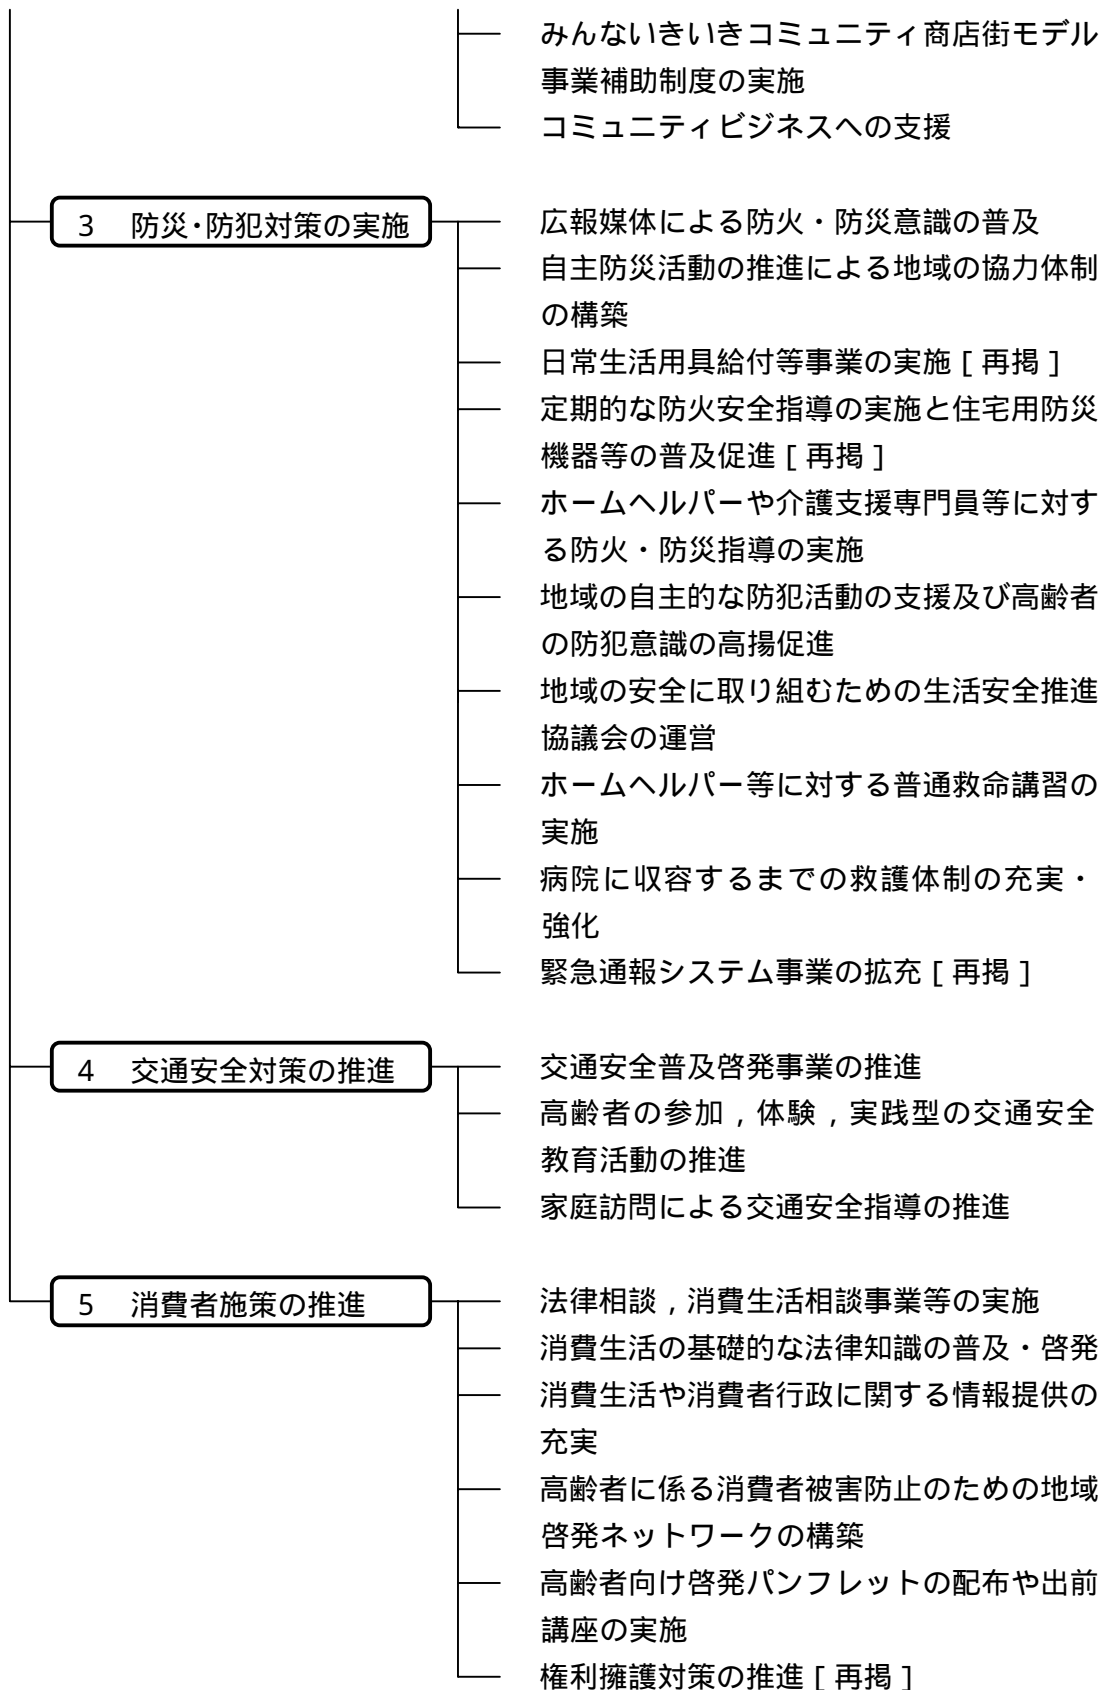 みんないきいきコミュニティ商店街モデル
事業補助制度の実施
コミュニティビジネスへの支援
3 防災・防犯対策の実施
広報媒体による防火・防災意識の普及
自主防災活動の推進による地域の協力体制
の構築
日常生活用具給付等事業の実施［再掲］
定期的な防火安全指導の実施と住宅用防災
機器等の普及促進［再掲］
ホームヘルパーや介護支援専門員等に対す
る防火・防災指導の実施
地域の自主的な防犯活動の支援及び高齢者
の防犯意識の高揚促進
地域の安全に取り組むための生活安全推進
協議会の運営
ホームヘルパー等に対する普通救命講習の
実施
病院に収容するまでの救護体制の充実・
強化
緊急通報システム事業の拡充［再掲］
4 交通安全対策の推進
交通安全普及啓発事業の推進
高齢者の参加，体験，実践型の交通安全
教育活動の推進
家庭訪問による交通安全指導の推進
5 消費者施策の推進
法律相談，消費生活相談事業等の実施
消費生活の基礎的な法律知識の普及・啓発
消費生活や消費者行政に関する情報提供の
充実
高齢者に係る消費者被害防止のための地域
啓発ネットワークの構築
高齢者向け啓発パンフレットの配布や出前
講座の実施
権利擁護対策の推進［再掲］